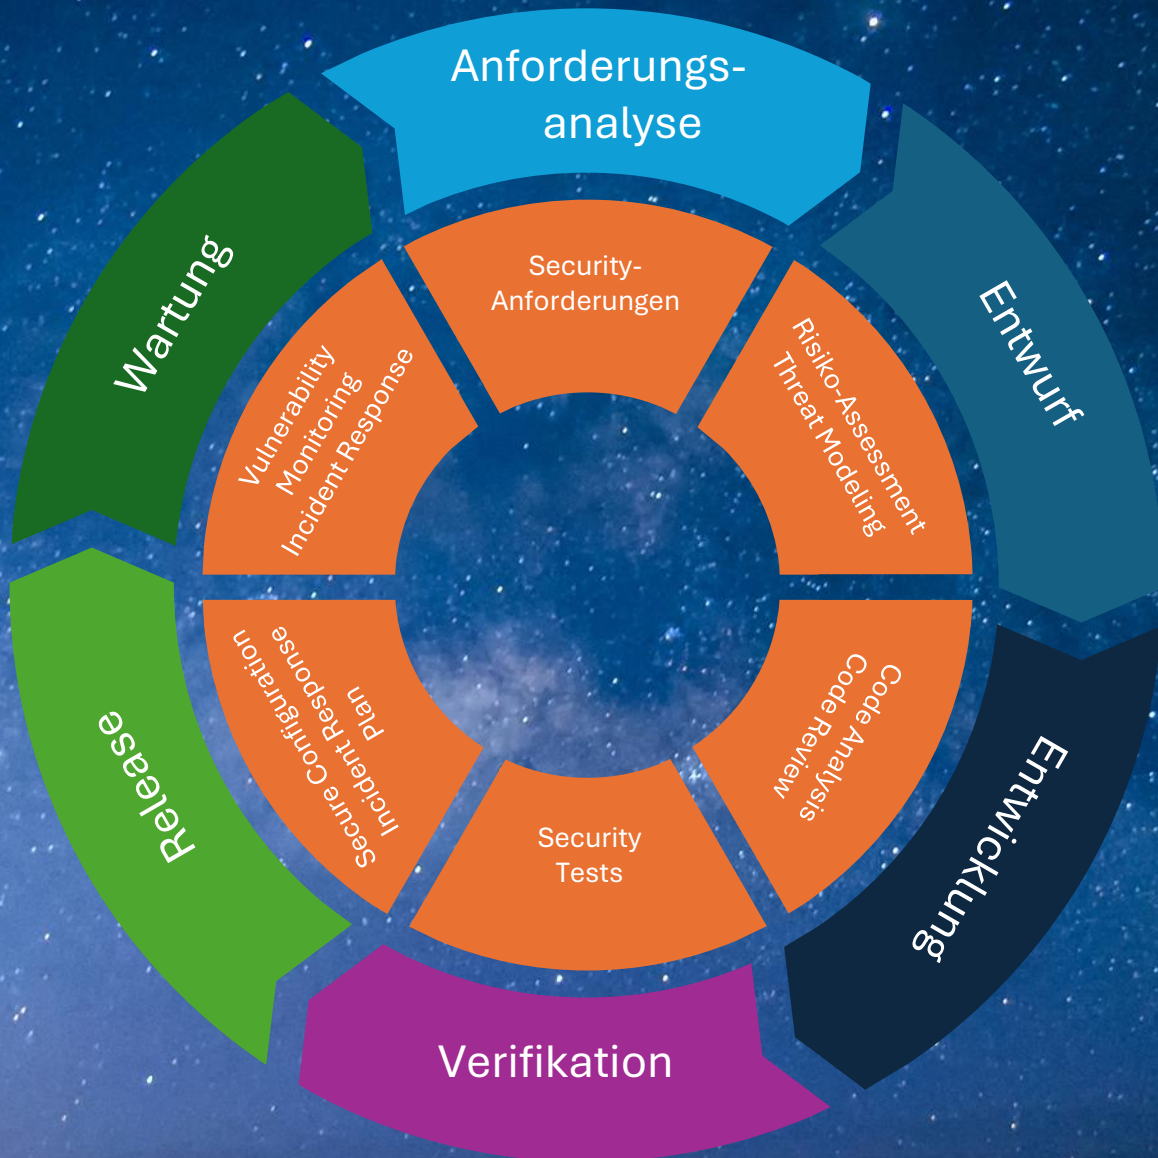 Anforderungs-
analyse
Entwurf
Entwicklung
Verifikation
Release
Wartung
Security-
Anforderungen
Risiko-Assessment
Threat Modeling
Code Analysis
Code Review
Security
Tests
Secure Configuration
Incident Response
Plan
Vulnerability
Monitoring
Incident Response